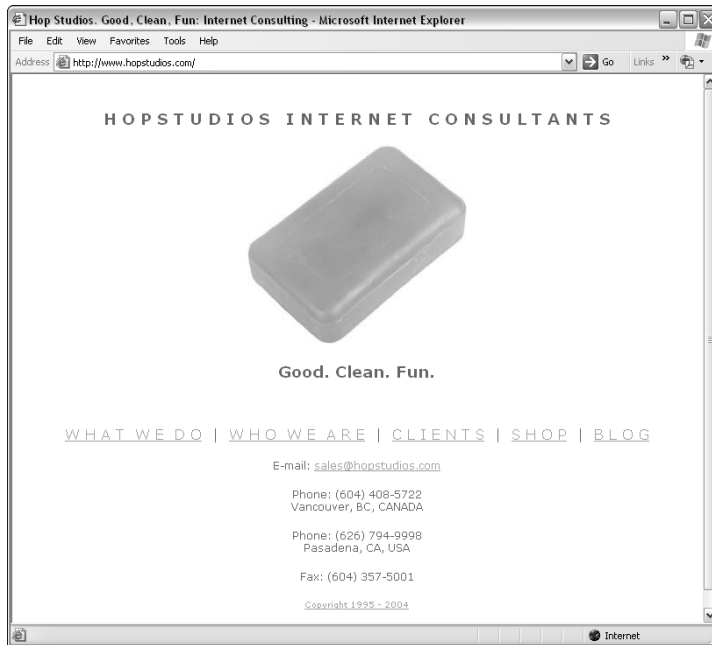 Hop Studios. Good, Clean, Fun: Internet Consulting - Microsoft Internet Explorer
File Edit View Favorites Tools Help
Address http://www.hopstudios.com/ Go Links »
HOPSTUDIOS INTERNET CONSULTANTS
Good. Clean. Fun.
WHAT WE DO | WHO WE ARE | CLIENTS | SHOP | BLOG
E-mail: sales@hopstudios.com
Phone: (604) 408-5722
Vancouver, BC, CANADA
Phone: (626) 794-9998
Pasadena, CA, USA
Fax: (604) 357-5001
Copyright 1995 - 2004
Internet